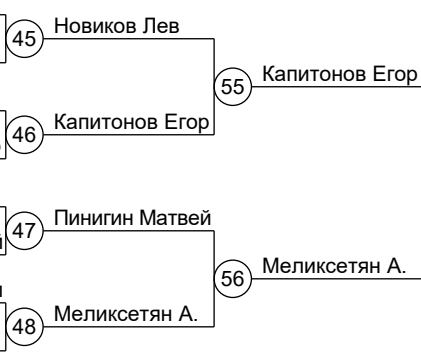 45 Новиков Лев
55 Капитонов Егор
46 Капитонов Егор
47 Пинигин Матвей
56 Меликсетян А.
48 Меликсетян А.